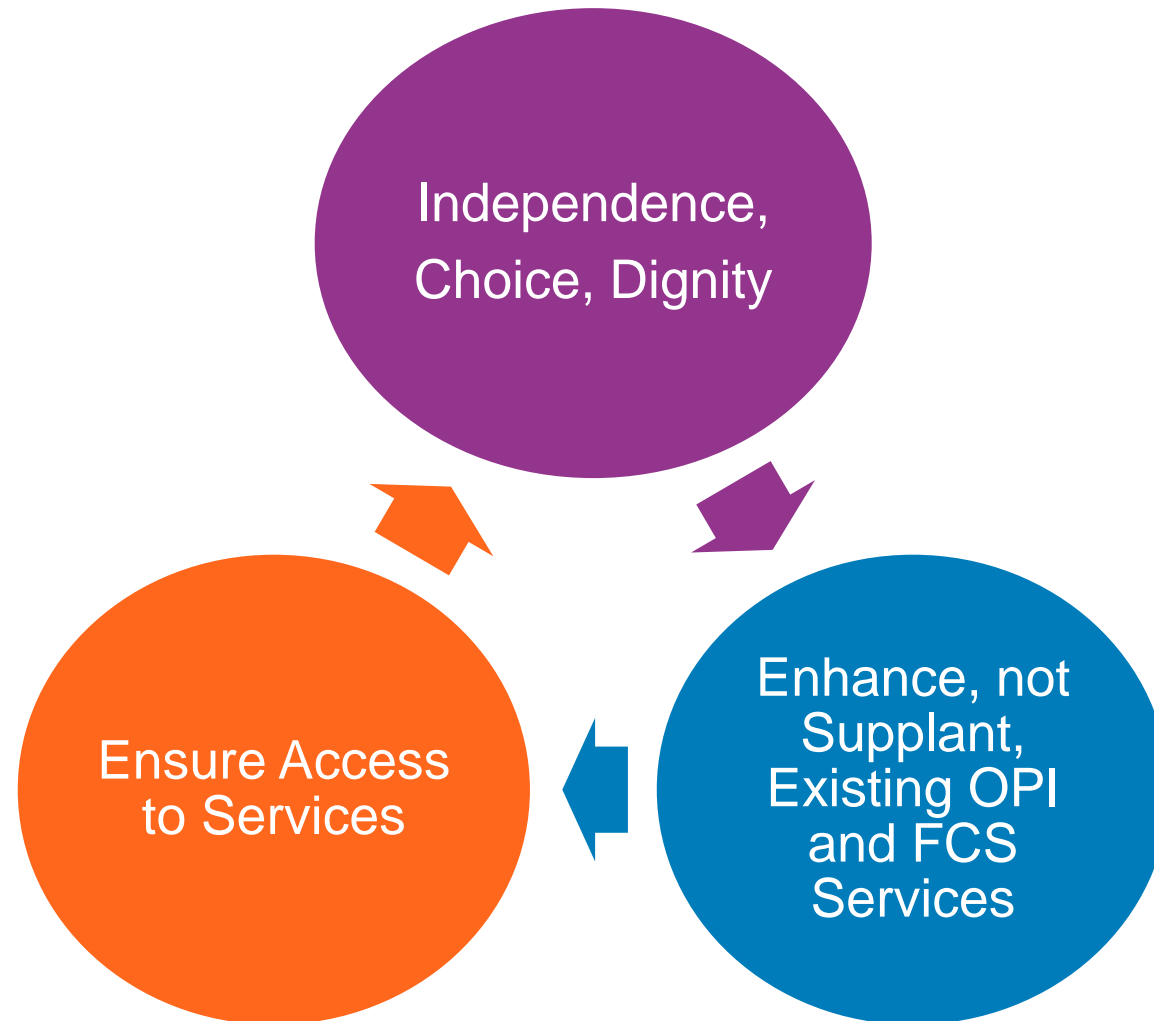 Independence,
Choice, Dignity
Enhance, not
Supplant,
Existing OPI
and FCS
Services
Ensure Access
to Services